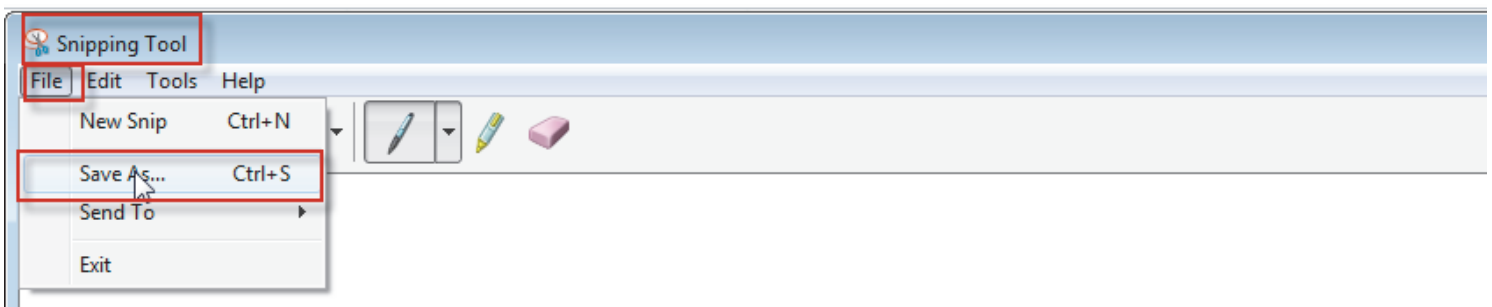 Snipping Tool
File Edit Tools Help
New Snip Ctrl+N
Save As... Ctrl+S
Send To
Exit